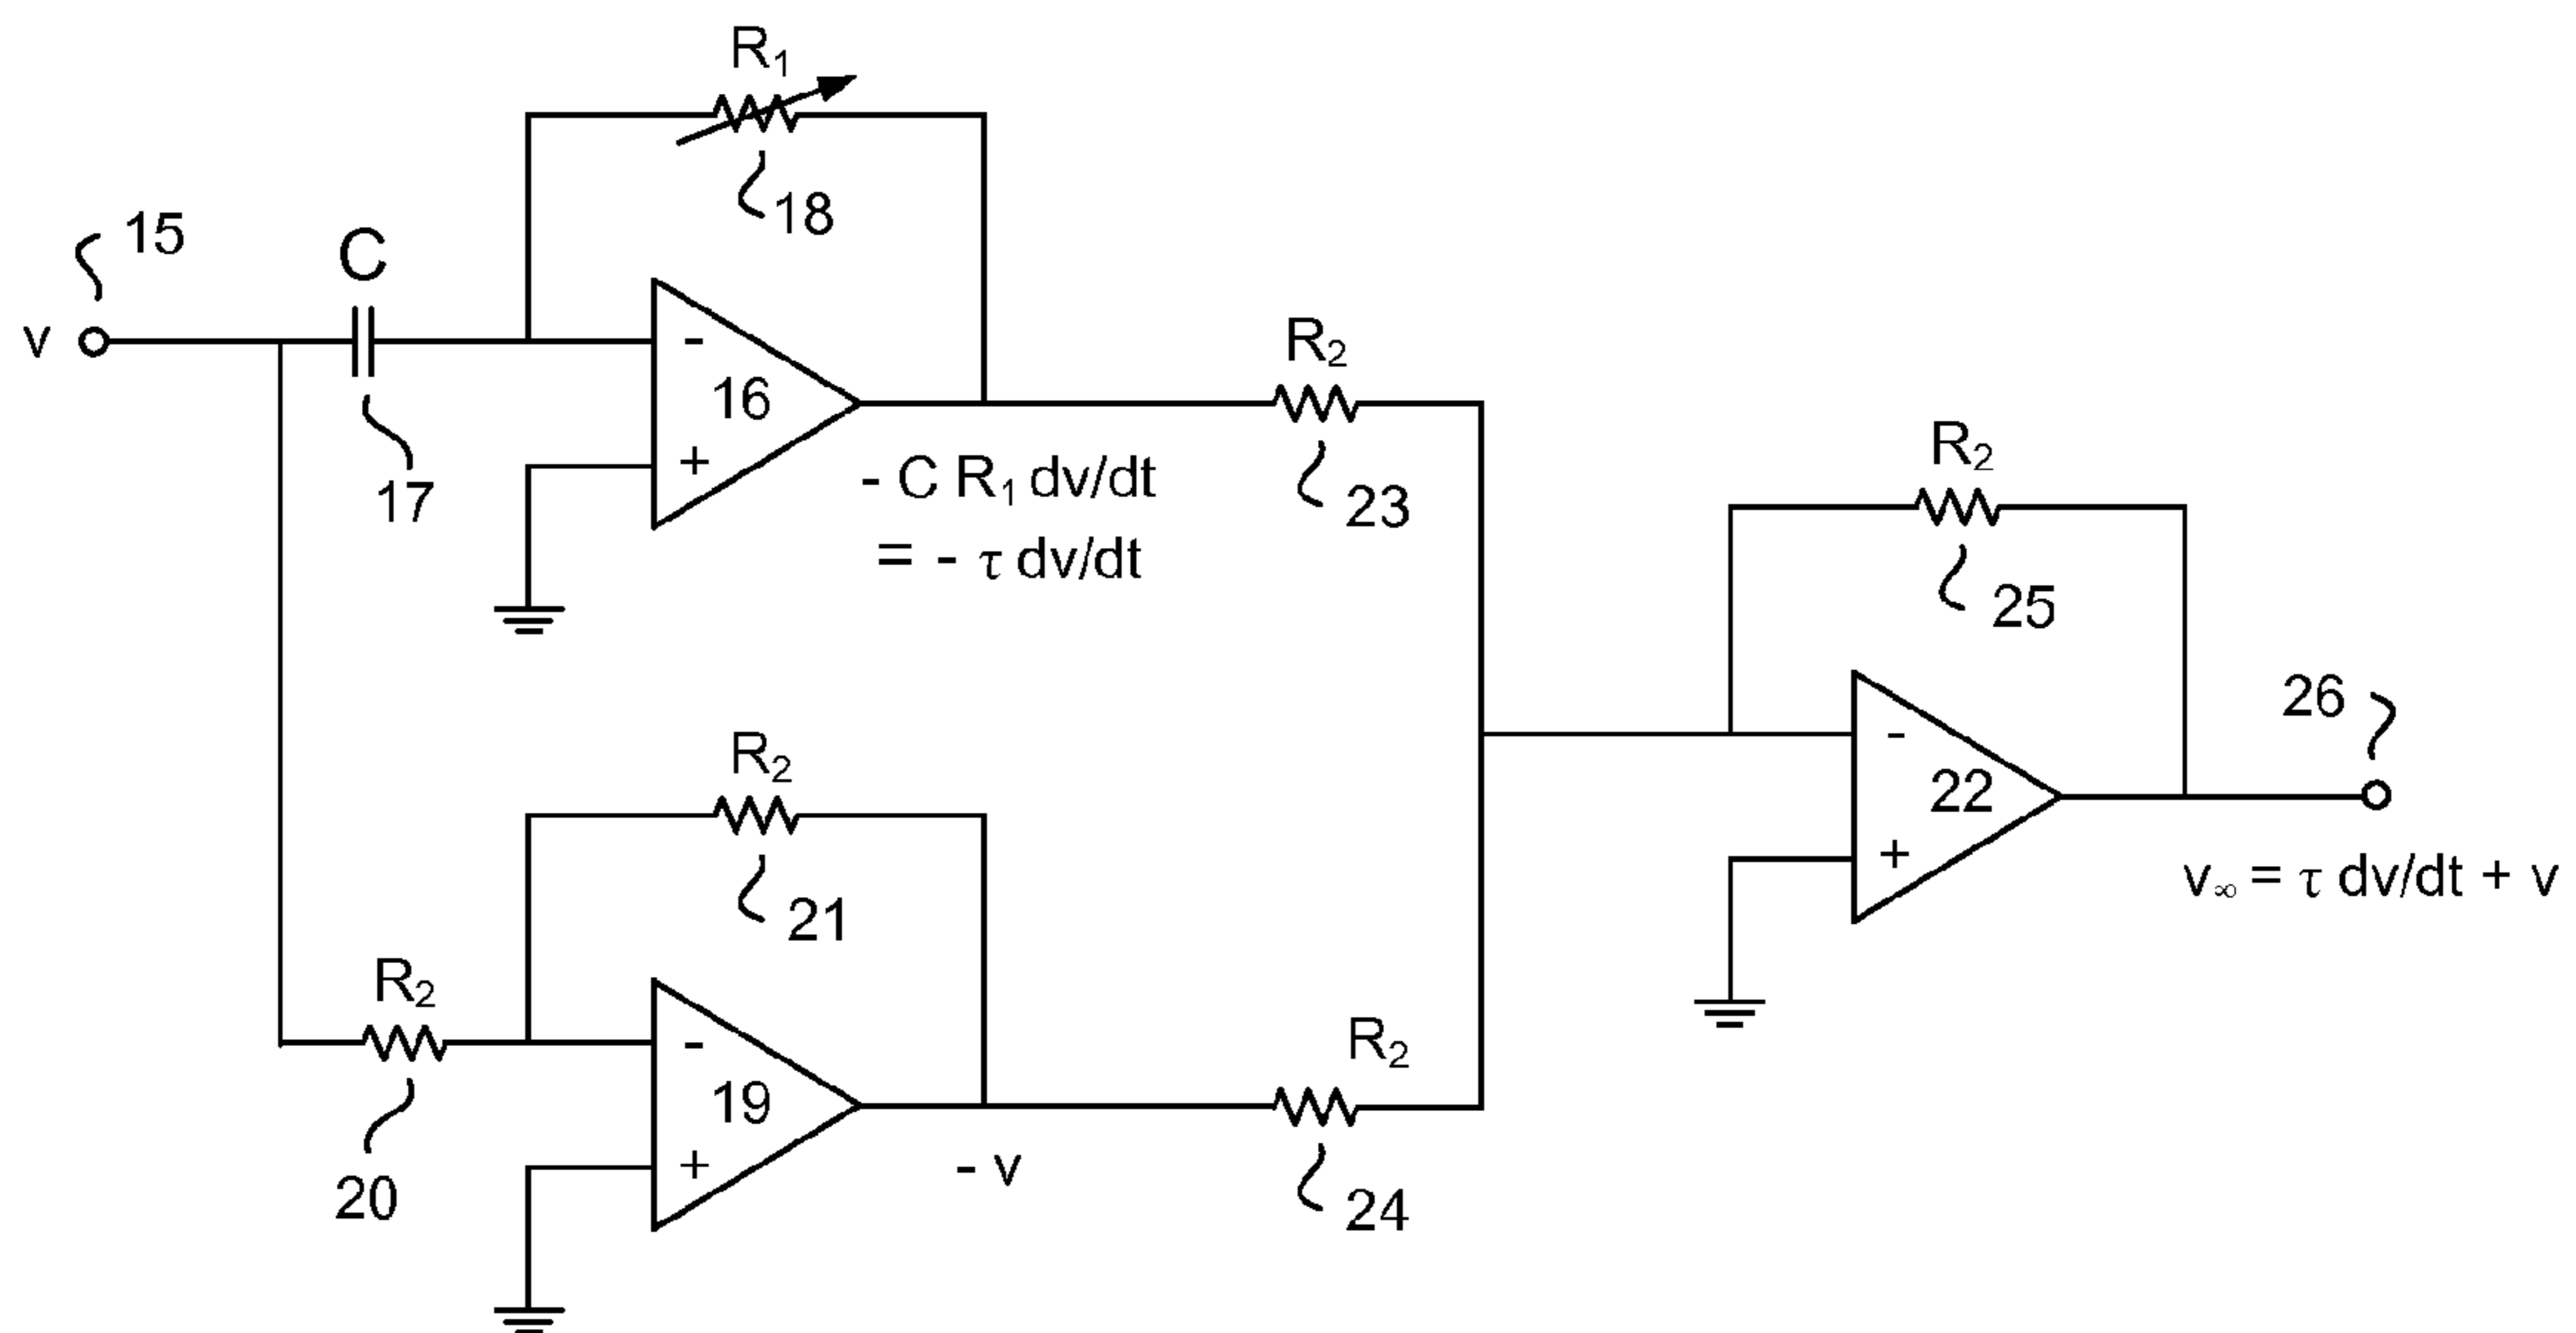 R₁
18
15
C
v
-
16
+
17
- C R₁ dv/dt
= - τ dv/dt
R₂
23
R₂
25
R₂
21
-
22
+
26
v∞ = τ dv/dt + v
R₂
20
-
19
+
- v
R₂
24